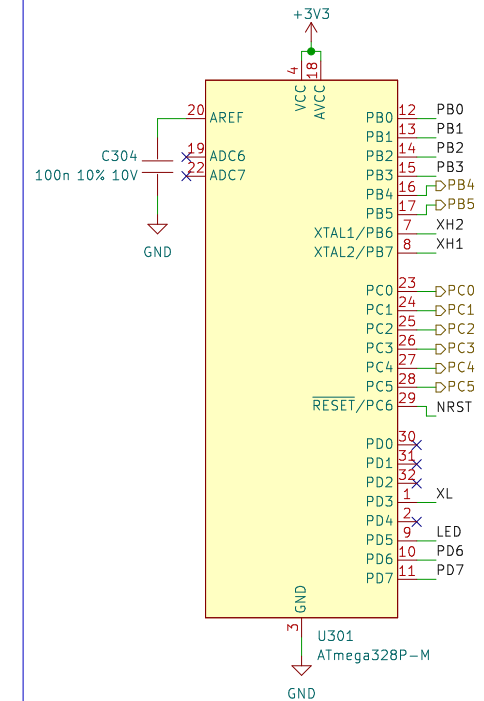 +3V3
4
18
VCC
AVCC
20 AREF
19 ADC6
22 ADC7
C304
100n 10% 10V
GND
PB0 12 PB0
PB1 13 PB1
PB2 14 PB2
PB3 15 PB3
PB4 16 PB4
PB5 17 PB5
XTAL1/PB6 7 XH2
XTAL2/PB7 8 XH1
PC0 23 PC0
PC1 24 PC1
PC2 25 PC2
PC3 26 PC3
PC4 27 PC4
PC5 28 PC5
RESET/PC6 29 NRST
PD0 30
PD1 31
PD2 32
PD3 1 XL
PD4 2
PD5 9 LED
PD6 10 PD6
PD7 11 PD7
GND
3
U301
ATmega328P-M
GND